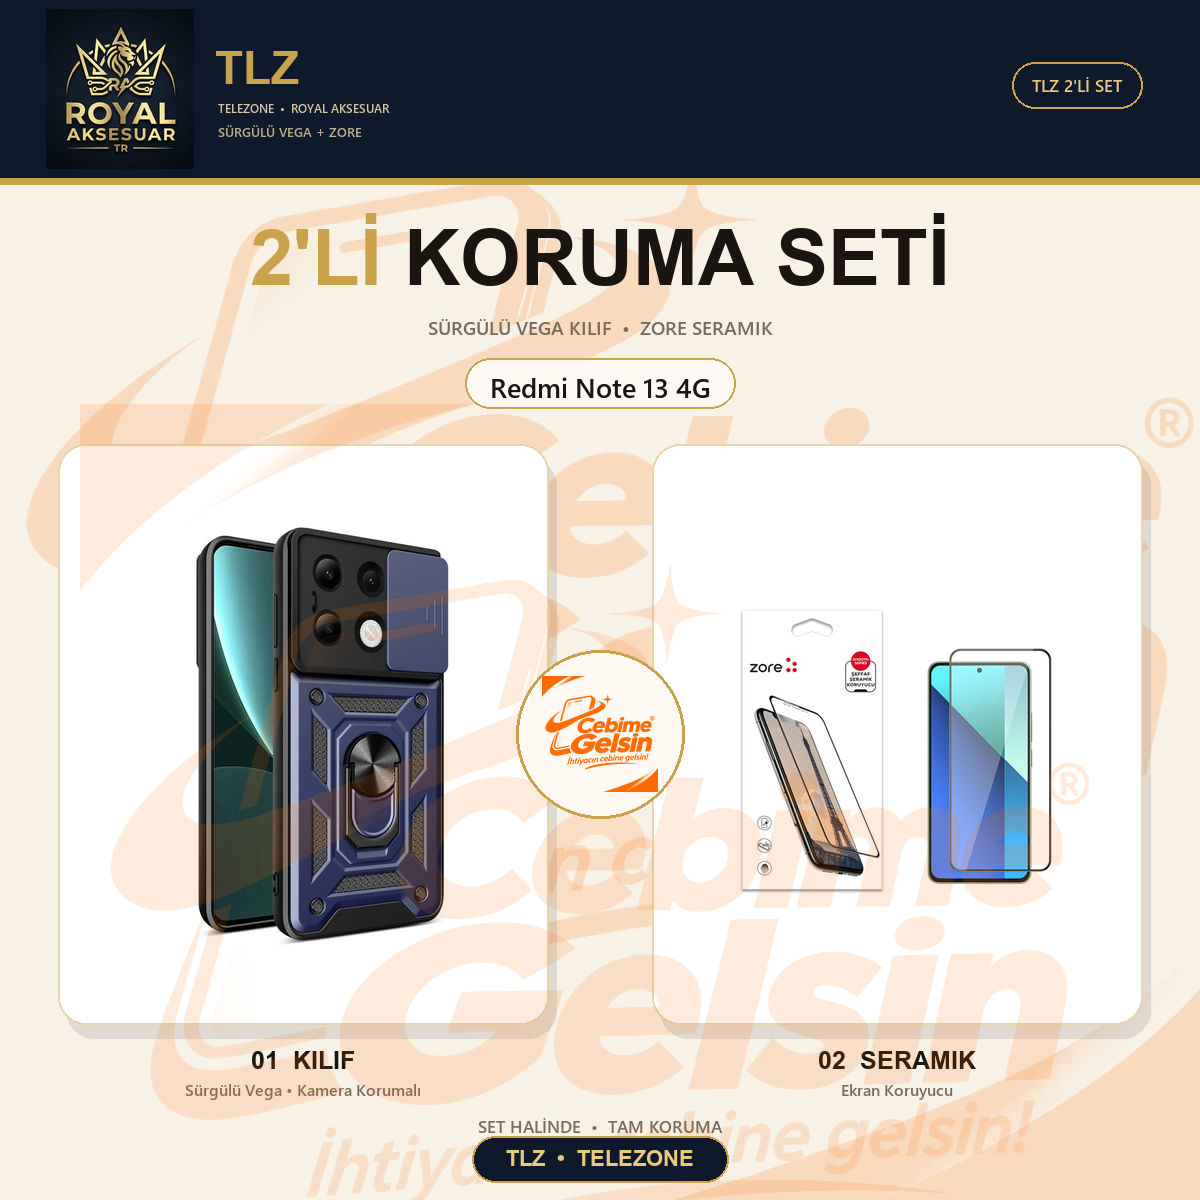 ROYAL
AKSESUAR
TR
TLZ
TELEZONE • ROYAL AKSESUAR
SÜRGÜLÜ VEGA + ZORE
TLZ 2'Lİ SET
2'Lİ KORUMA SETİ
SÜRGÜLÜ VEGA KILIF • ZORE SERAMIK
Redmi Note 13 4G
zore
ŞEFFAF
SERAMİK
KORUYUCU
Cebime®
Gelsin
İhtiyacın cebine gelsin!
Cebime®
Gelsin
01 KILIF
Sürgülü Vega • Kamera Korumalı
02 SERAMIK
Ekran Koruyucu
SET HALİNDE • TAM KORUMA
TLZ • TELEZONE